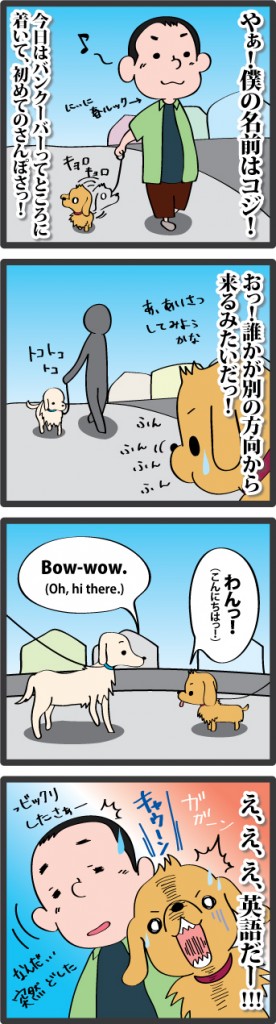 やぁ！僕の名前はコジ！
今日はバンクーバーってところに
着いて、初めてのさんぽさっ！
に…に
春ルック→
キョロ
キョロ
おっ！誰かが別の方向から
来るみたいだっ！
あ、あいさつ
してみよう
かな
トコトコ
トコ
ふん
ふん
ふん
ふん
わんっ！
（こんにちはっ！）
Bow-wow.
(Oh, hi there.)
え、え、え、英語だー!!!
ガガーン
キャウーン
っビックリ
したさぁー
なんだ…
突然どした